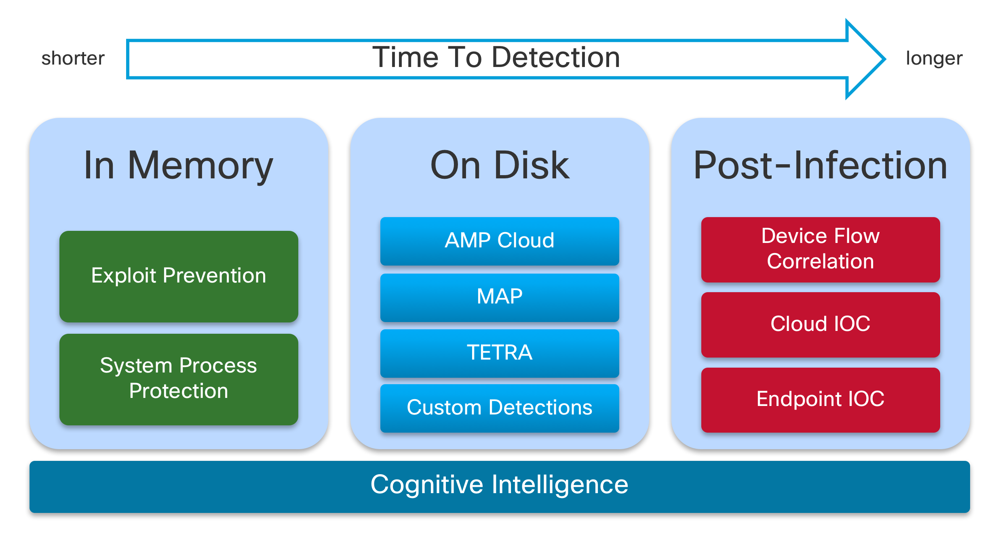 shorter
Time To Detection
longer
In Memory
Exploit Prevention
System Process
Protection
On Disk
AMP Cloud
MAP
TETRA
Custom Detections
Post-Infection
Device Flow
Correlation
Cloud IOC
Endpoint IOC
Cognitive Intelligence